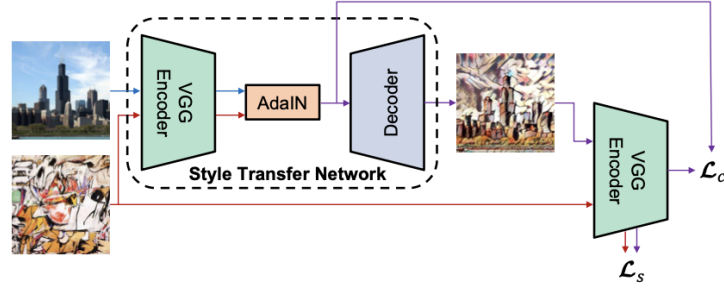 VGG
Encoder
AdaIN
Decoder
Style Transfer Network
VGG
Encoder
ℒc
ℒs